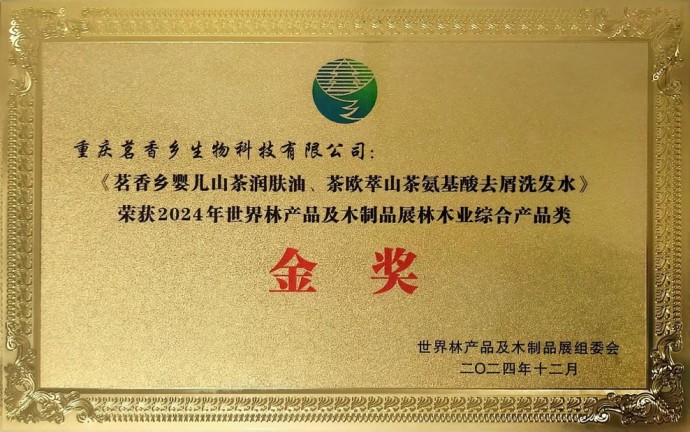 重庆茗香乡生物科技有限公司：
《茗香乡婴儿山茶润肤油、茶欧萃山茶氨基酸去屑洗发水》
荣获2024年世界林产品及木制品展林木业综合产品类
金奖
世界林产品及木制品展组委会
二〇二四年十二月